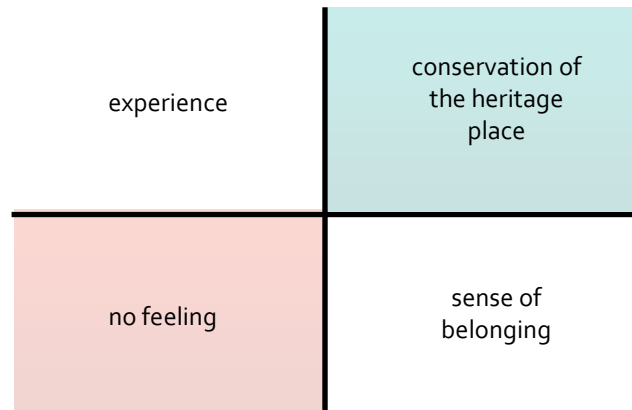 experience
conservation of
the heritage
place
no feeling
sense of
belonging